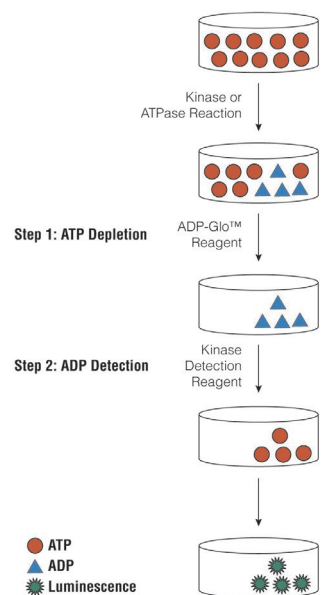 Kinase or
ATPase Reaction
Step 1: ATP Depletion
ADP-Glo™
Reagent
Step 2: ADP Detection
Kinase
Detection
Reagent
ATP
ADP
Luminescence